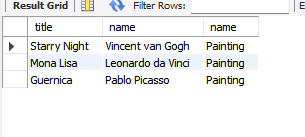 Result Grid Filter Rows: E
title name name
Starry Night Vincent van Gogh Painting
Mona Lisa Leonardo da Vinci Painting
Guernica Pablo Picasso Painting